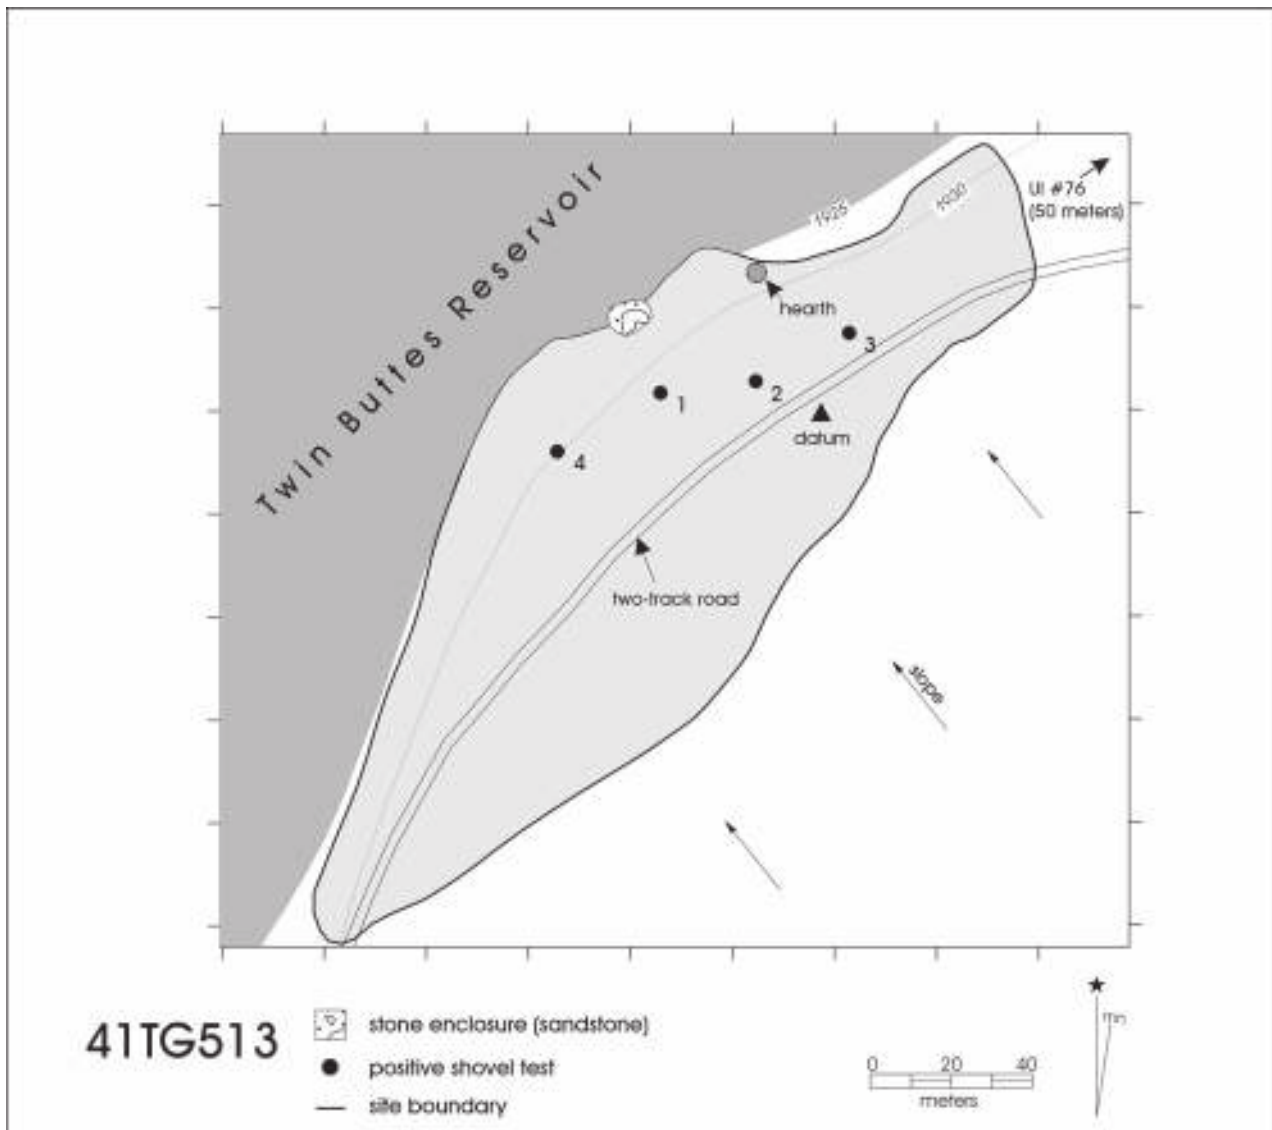 Twin Buttes Reservoir
1925
1930
UI #76
(50 meters)
hearth
3
2
1
4
datum
two-track road
slope
41TG513
stone enclosure (sandstone)
positive shovel test
site boundary
0 20 40
meters
mn